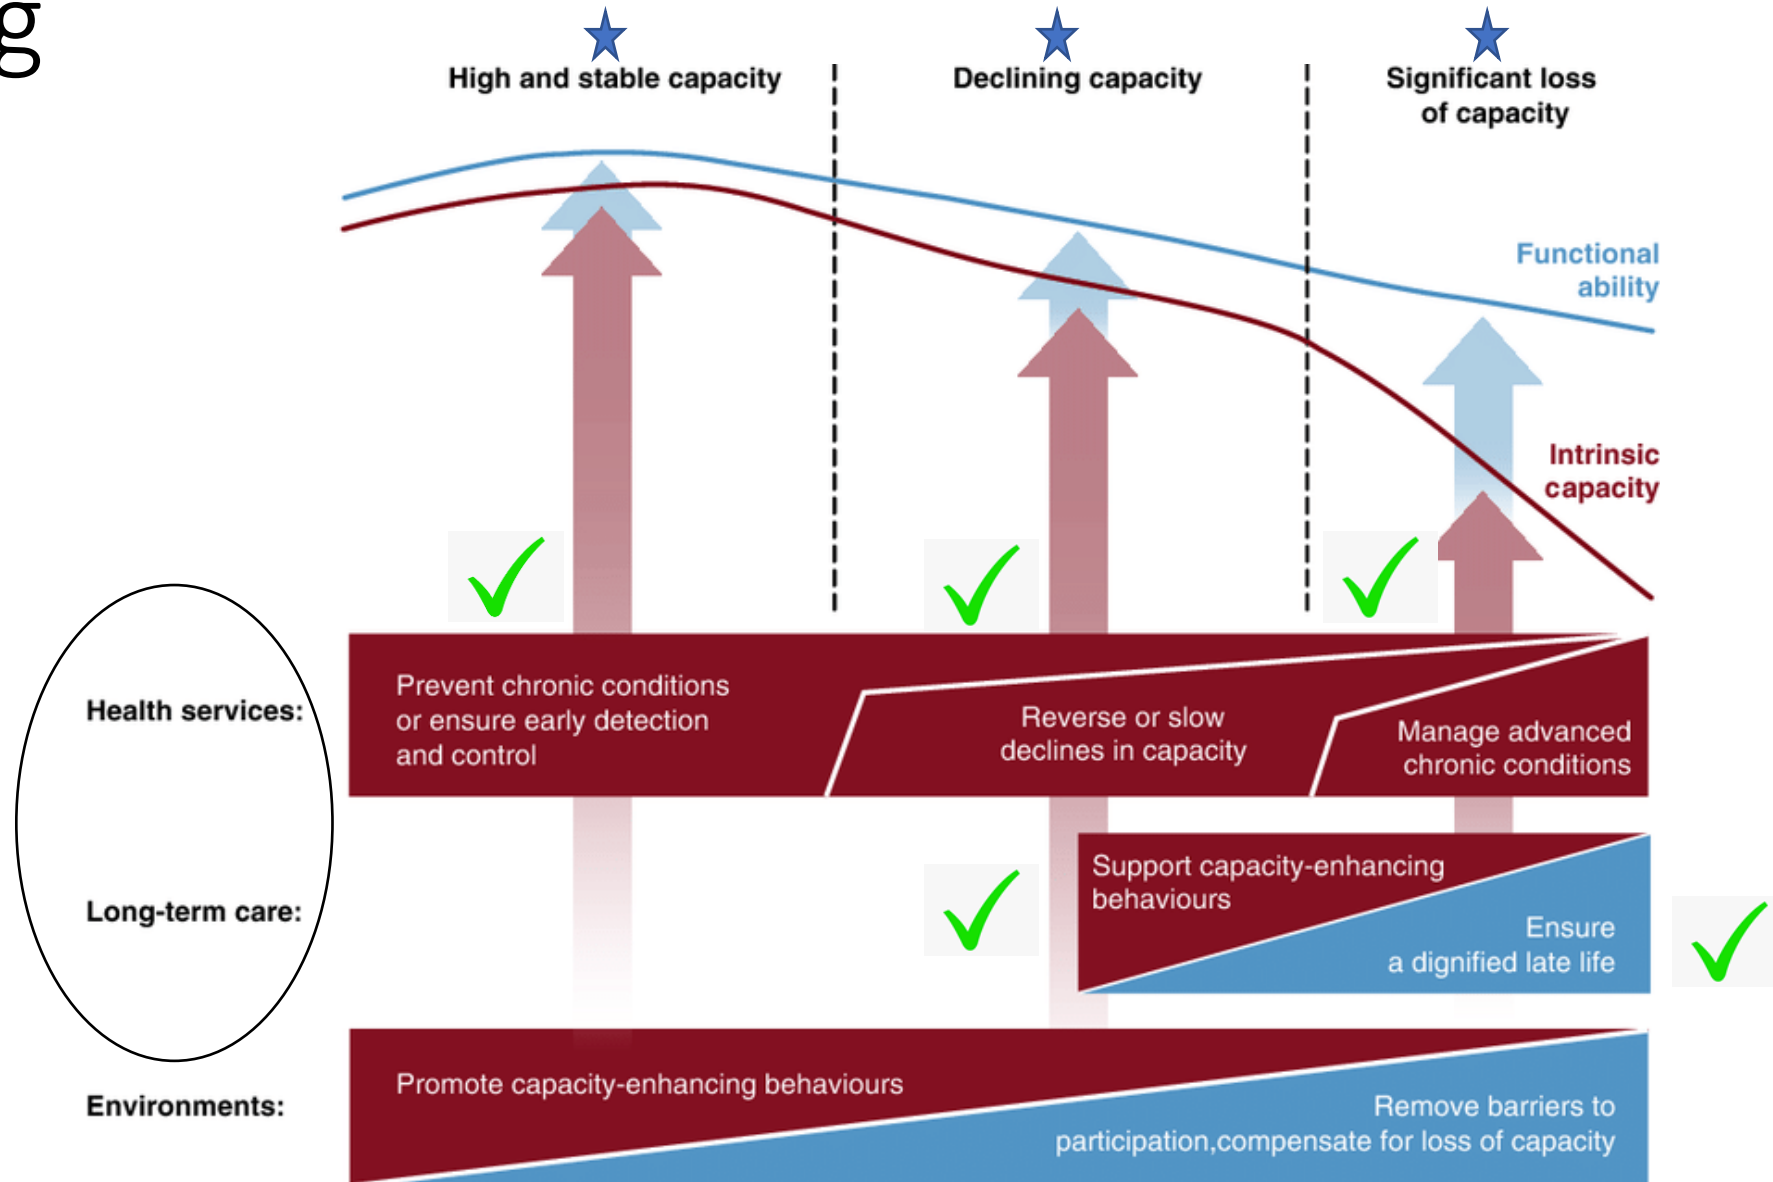 g
High and stable capacity
Declining capacity
Significant loss
of capacity
Functional
ability
Intrinsic
capacity
Health services:
Prevent chronic conditions
or ensure early detection
and control
Reverse or slow
declines in capacity
Manage advanced
chronic conditions
Long-term care:
Support capacity-enhancing
behaviours
Ensure
a dignified late life
Environments:
Promote capacity-enhancing behaviours
Remove barriers to
participation,compensate for loss of capacity